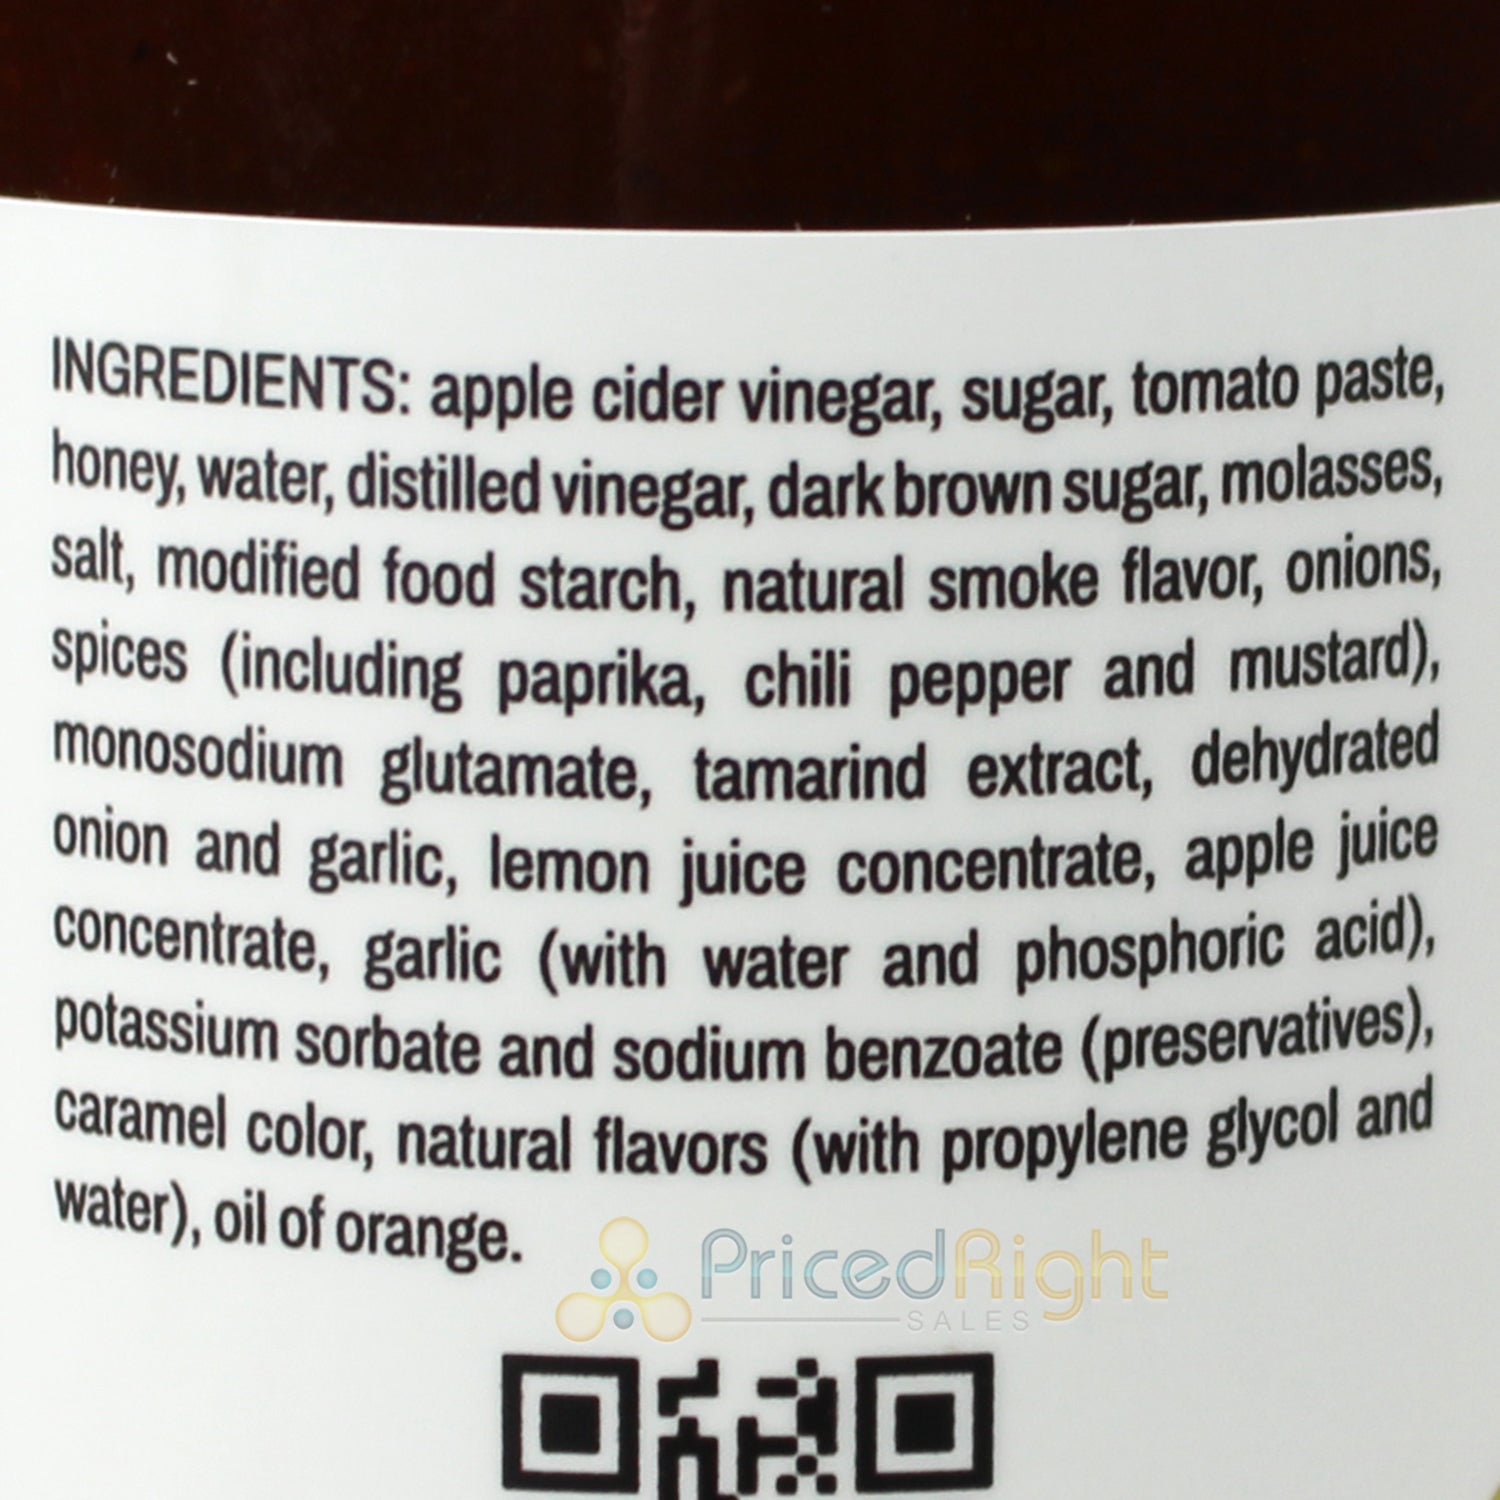 INGREDIENTS: apple cider vinegar, sugar, tomato paste,
honey, water, distilled vinegar, dark brown sugar, molasses,
salt, modified food starch, natural smoke flavor, onions,
spices (including paprika, chili pepper and mustard),
monosodium glutamate, tamarind extract, dehydrated
onion and garlic, lemon juice concentrate, apple juice
concentrate, garlic (with water and phosphoric acid),
potassium sorbate and sodium benzoate (preservatives),
caramel color, natural flavors (with propylene glycol and
water), oil of orange.
PricedRight
SALES